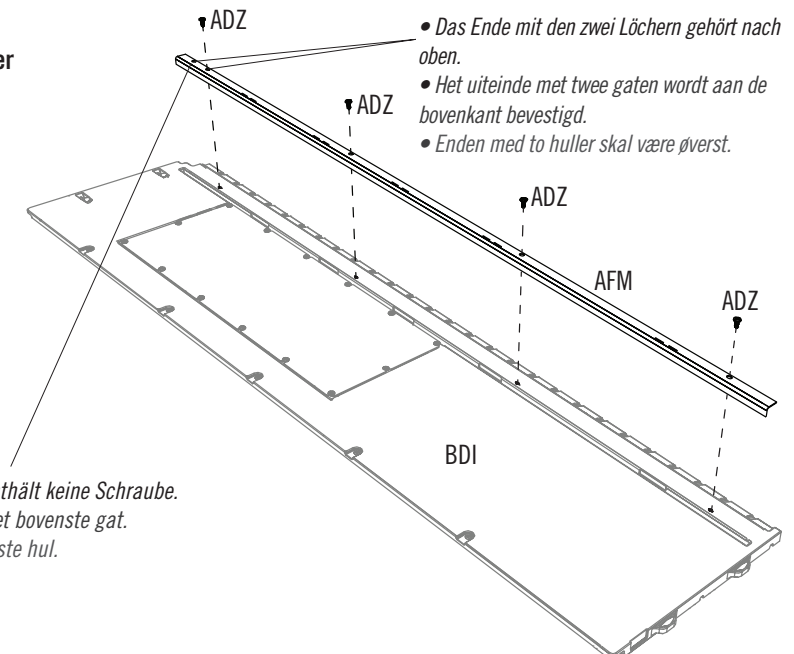 ADZ
er
• Das Ende mit den zwei Löchern gehört nach
oben.
• Het uiteinde met twee gaten wordt aan de
bovenkant bevestigd.
• Enden med to huller skal være øverst.
ADZ
ADZ
AFM
ADZ
BDI
thält keine Schraube.
et bovenste gat.
ste hul.